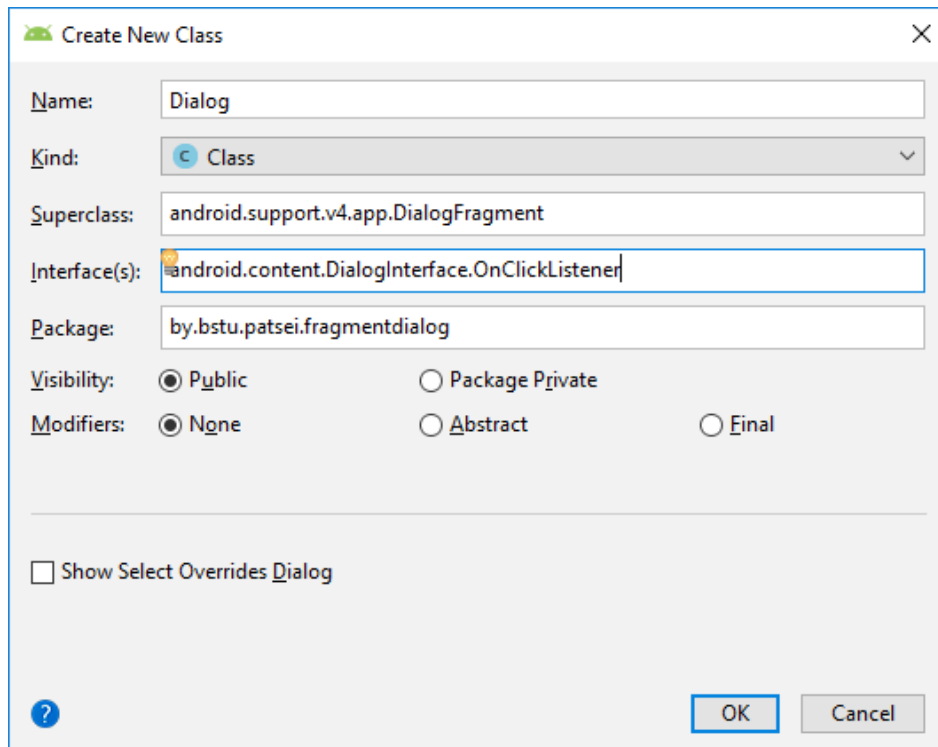 Create New Class
Name: Dialog
Kind: C Class
Superclass: android.support.v4.app.DialogFragment
Interface(s): android.content.DialogInterface.OnClickListener
Package: by.bstu.patsei.fragmentdialog
Visibility: Public Package Private
Modifiers: None Abstract Final
Show Select Overrides Dialog
? OK Cancel